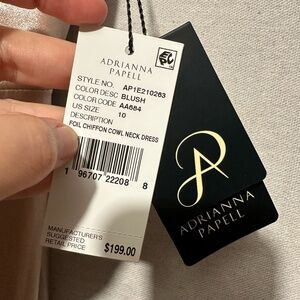 ADRIANNA
PAPELL
STYLE NO. AP1E210263
COLOR DESC BLUSH
COLOR CODE AA684
US SIZE 10
DESCRIPTION
FOIL CHIFFON COWL NECK DRESS
1 96707 22208 8
MANUFACTURER'S
SUGGESTED
RETAIL PRICE $199.00
ADRIANNA
PAPELL